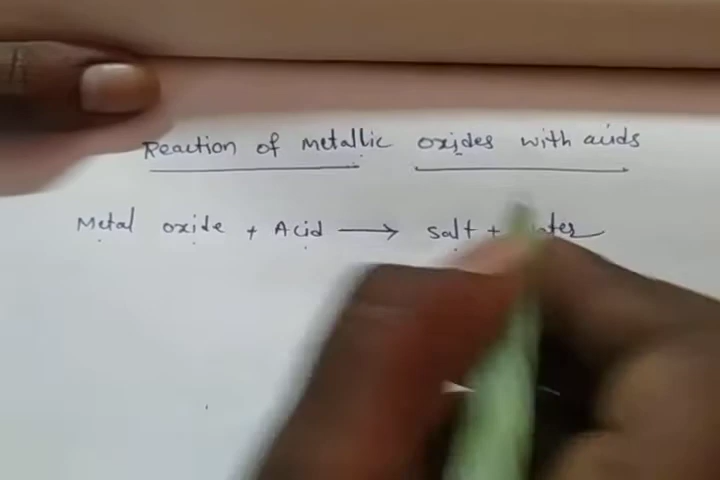 Reaction of metallic oxides with acids
Metal oxide + Acid → Salt +